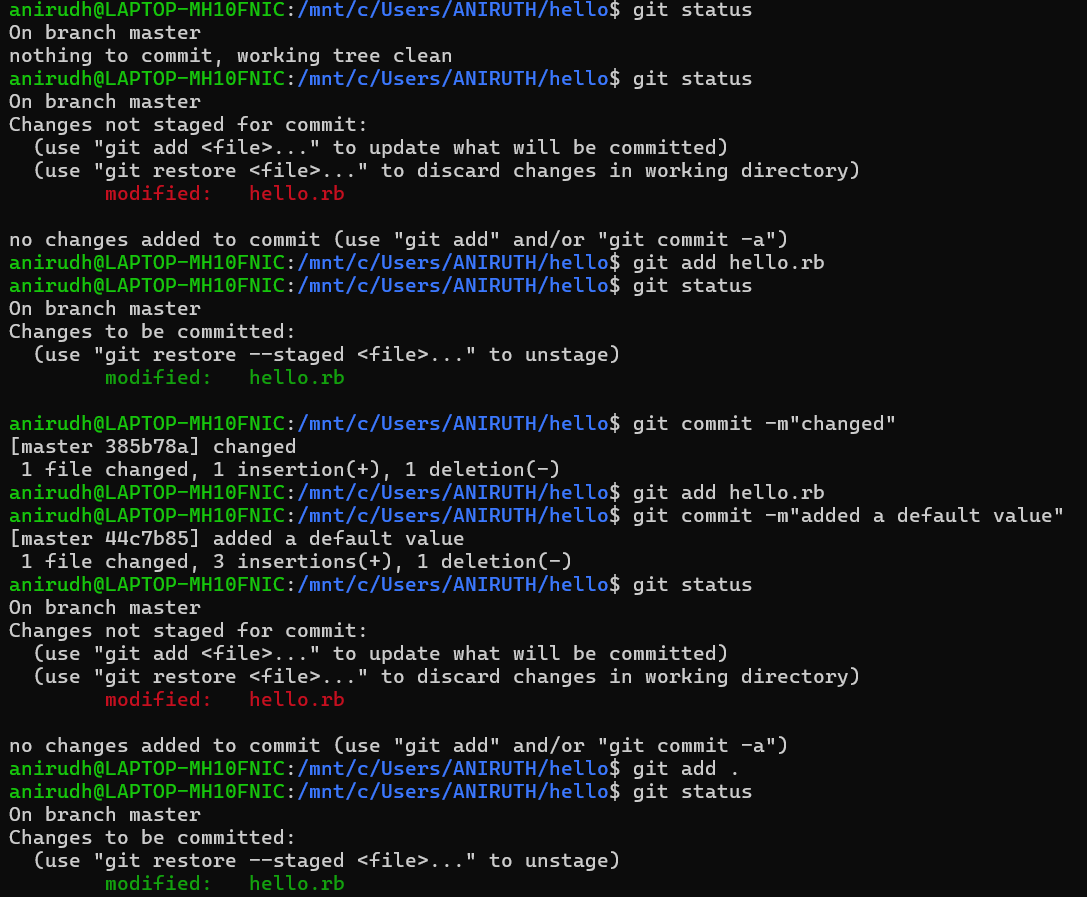 anirudh@LAPTOP-MH10FNIC:/mnt/c/Users/ANIRUTH/hello$ git status
On branch master
nothing to commit, working tree clean
anirudh@LAPTOP-MH10FNIC:/mnt/c/Users/ANIRUTH/hello$ git status
On branch master
Changes not staged for commit:
  (use "git add <file>..." to update what will be committed)
  (use "git restore <file>..." to discard changes in working directory)
        modified:   hello.rb

no changes added to commit (use "git add" and/or "git commit -a")
anirudh@LAPTOP-MH10FNIC:/mnt/c/Users/ANIRUTH/hello$ git add hello.rb
anirudh@LAPTOP-MH10FNIC:/mnt/c/Users/ANIRUTH/hello$ git status
On branch master
Changes to be committed:
  (use "git restore --staged <file>..." to unstage)
        modified:   hello.rb

anirudh@LAPTOP-MH10FNIC:/mnt/c/Users/ANIRUTH/hello$ git commit -m"changed"
[master 385b78a] changed
 1 file changed, 1 insertion(+), 1 deletion(-)
anirudh@LAPTOP-MH10FNIC:/mnt/c/Users/ANIRUTH/hello$ git add hello.rb
anirudh@LAPTOP-MH10FNIC:/mnt/c/Users/ANIRUTH/hello$ git commit -m"added a default value"
[master 44c7b85] added a default value
 1 file changed, 3 insertions(+), 1 deletion(-)
anirudh@LAPTOP-MH10FNIC:/mnt/c/Users/ANIRUTH/hello$ git status
On branch master
Changes not staged for commit:
  (use "git add <file>..." to update what will be committed)
  (use "git restore <file>..." to discard changes in working directory)
        modified:   hello.rb

no changes added to commit (use "git add" and/or "git commit -a")
anirudh@LAPTOP-MH10FNIC:/mnt/c/Users/ANIRUTH/hello$ git add .
anirudh@LAPTOP-MH10FNIC:/mnt/c/Users/ANIRUTH/hello$ git status
On branch master
Changes to be committed:
  (use "git restore --staged <file>..." to unstage)
        modified:   hello.rb